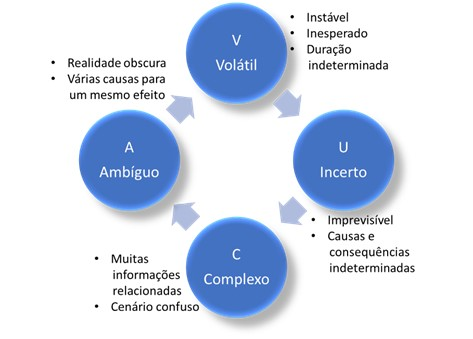 V
Volátil
• Instável
• Inesperado
• Duração
indeterminada
U
Incerto
• Imprevisível
• Causas e
consequências
indeterminadas
C
Complexo
• Muitas
informações
relacionadas
• Cenário confuso
A
Ambíguo
• Realidade obscura
• Várias causas para
um mesmo efeito